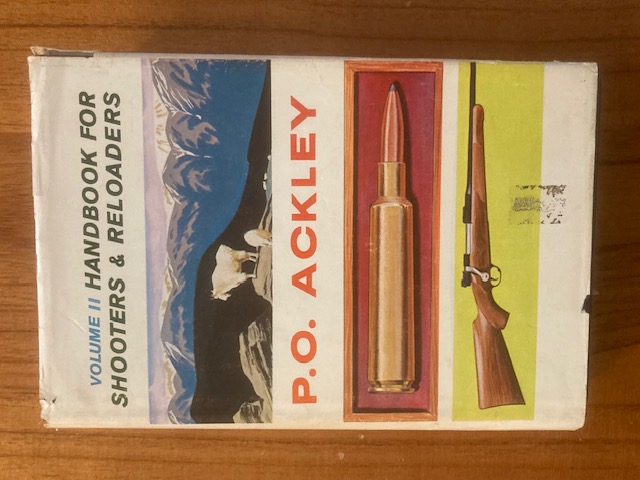 VOLUME II HANDBOOK FOR
SHOOTERS & RELOADERS
P.O. ACKLEY